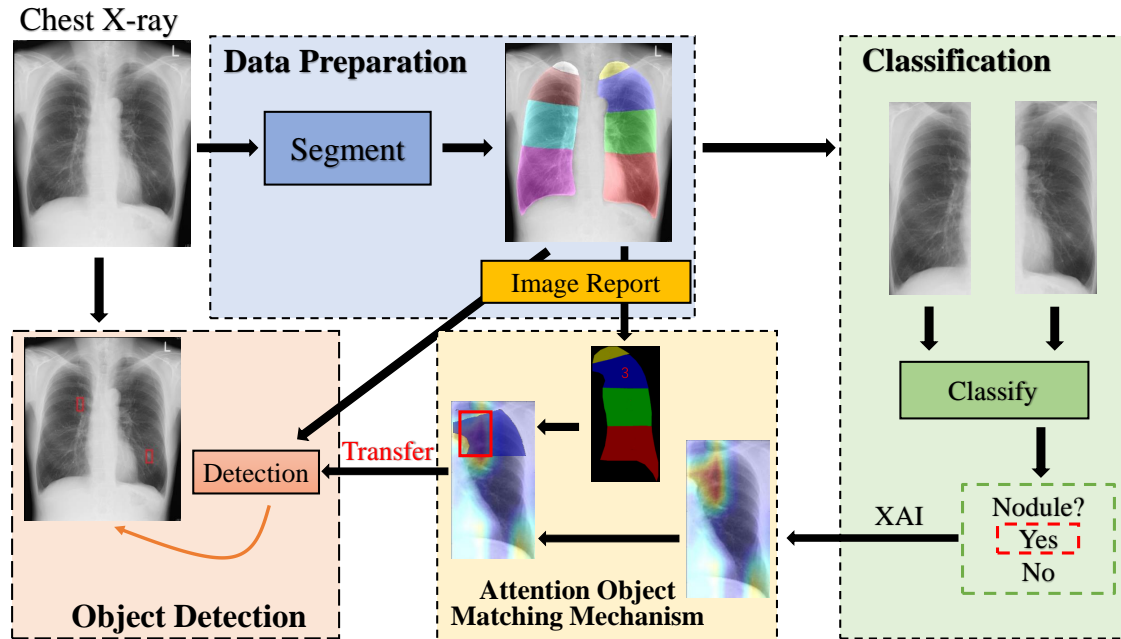 Chest X-ray
L
Data Preparation
Segment
L
Image Report
Classification
Classify
Nodule?
Yes
No
XAI
3
Attention Object
Matching Mechanism
Transfer
L
Detection
Object Detection